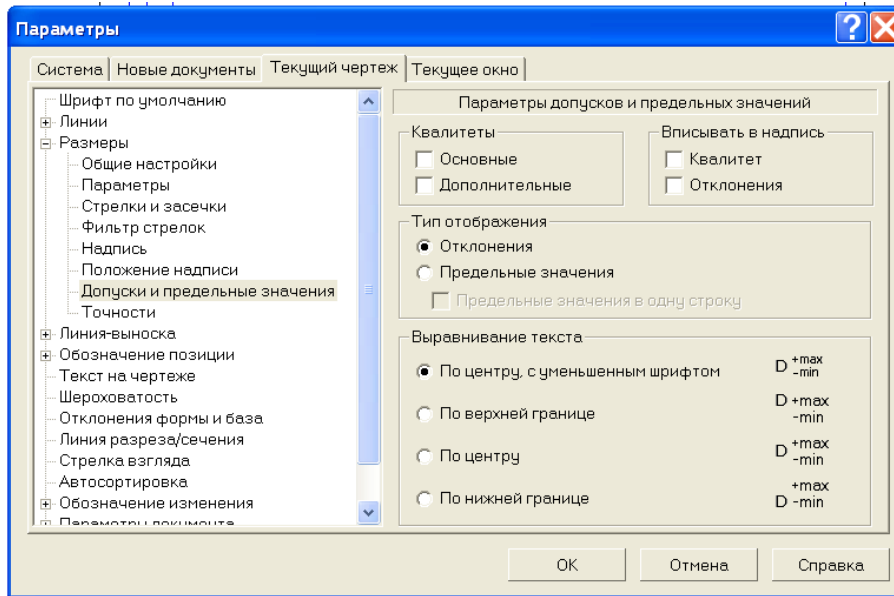 Параметры
Система Новые документы Текущий чертеж Текущее окно
Шрифт по умолчанию
Линии
Размеры
Общие настройки
Параметры
Стрелки и засечки
Фильтр стрелок
Надпись
Положение надписи
Допуски и предельные значения
Точности
Линия-выноска
Обозначение позиции
Текст на чертеже
Шероховатость
Отклонения формы и база
Линия разреза/сечения
Стрелка взгляда
Автосортировка
Обозначение изменения
Параметры документа
Параметры допусков и предельных значений
Квалитеты
Основные
Дополнительные
Вписывать в надпись
Квалитет
Отклонения
Тип отображения
Отклонения
Предельные значения
Предельные значения в одну строку
Выравнивание текста
По центру, с уменьшенным шрифтом D +max -min
По верхней границе D +max -min
По центру D +max -min
По нижней границе D +max -min
OK Отмена Справка